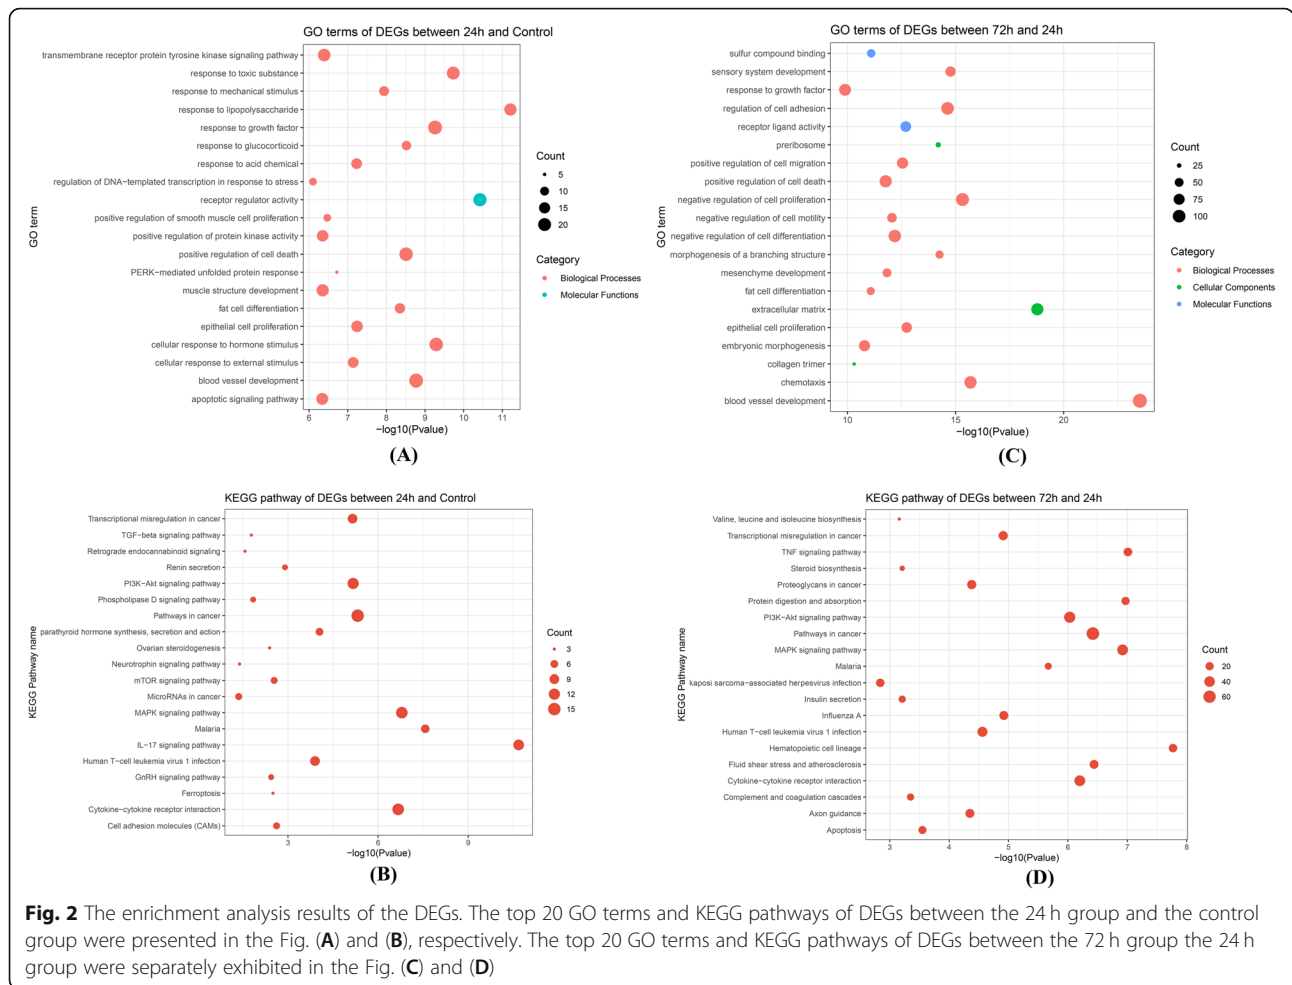 GO terms of DEGs between 24h and Control
GO term
transmembrane receptor protein tyrosine kinase signaling pathway
response to toxic substance
response to mechanical stimulus
response to lipopolysaccharide
response to growth factor
response to glucocorticoid
response to acid chemical
regulation of DNA−templated transcription in response to stress
receptor regulator activity
positive regulation of smooth muscle cell proliferation
positive regulation of protein kinase activity
positive regulation of cell death
PERK−mediated unfolded protein response
muscle structure development
fat cell differentiation
epithelial cell proliferation
cellular response to hormone stimulus
cellular response to external stimulus
blood vessel development
apoptotic signaling pathway
6 7 8 9 10 11
−log10(Pvalue)
Count
5
10
15
20
Category
Biological Processes
Molecular Functions
(A)
GO terms of DEGs between 72h and 24h
GO term
sulfur compound binding
sensory system development
response to growth factor
regulation of cell adhesion
receptor ligand activity
preribosome
positive regulation of cell migration
positive regulation of cell death
negative regulation of cell proliferation
negative regulation of cell motility
negative regulation of cell differentiation
morphogenesis of a branching structure
mesenchyme development
fat cell differentiation
extracellular matrix
epithelial cell proliferation
embryonic morphogenesis
collagen trimer
chemotaxis
blood vessel development
10 15 20
−log10(Pvalue)
Count
25
50
75
100
Category
Biological Processes
Cellular Components
Molecular Functions
(C)
KEGG pathway of DEGs between 24h and Control
KEGG Pathway name
Transcriptional misregulation in cancer
TGF−beta signaling pathway
Retrograde endocannabinoid signaling
Renin secretion
PI3K−Akt signaling pathway
Phospholipase D signaling pathway
Pathways in cancer
parathyroid hormone synthesis, secretion and action
Ovarian steroidogenesis
Neurotrophin signaling pathway
mTOR signaling pathway
MicroRNAs in cancer
MAPK signaling pathway
Malaria
IL−17 signaling pathway
Human T−cell leukemia virus 1 infection
GnRH signaling pathway
Ferroptosis
Cytokine−cytokine receptor interaction
Cell adhesion molecules (CAMs)
3 6 9
−log10(Pvalue)
Count
3
6
9
12
15
(B)
KEGG pathway of DEGs between 72h and 24h
KEGG Pathway name
Valine, leucine and isoleucine biosynthesis
Transcriptional misregulation in cancer
TNF signaling pathway
Steroid biosynthesis
Proteoglycans in cancer
Protein digestion and absorption
PI3K−Akt signaling pathway
Pathways in cancer
MAPK signaling pathway
Malaria
kaposi sarcoma−associated herpesvirus infection
Insulin secretion
Influenza A
Human T−cell leukemia virus 1 infection
Hematopoietic cell lineage
Fluid shear stress and atherosclerosis
Cytokine−cytokine receptor interaction
Complement and coagulation cascades
Axon guidance
Apoptosis
3 4 5 6 7 8
−log10(Pvalue)
Count
20
40
60
(D)
Fig. 2 The enrichment analysis results of the DEGs. The top 20 GO terms and KEGG pathways of DEGs between the 24 h group and the control
group were presented in the Fig. (A) and (B), respectively. The top 20 GO terms and KEGG pathways of DEGs between the 72 h group the 24 h
group were separately exhibited in the Fig. (C) and (D)